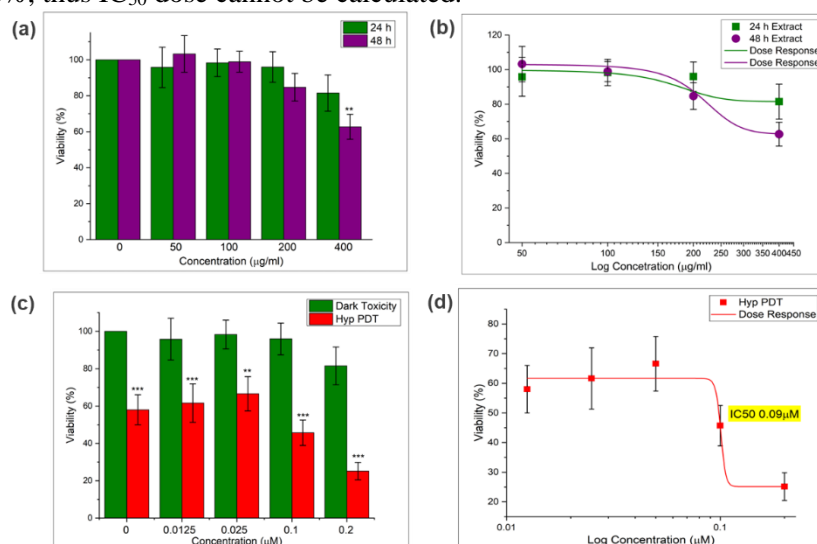 %, thus IC50 dose cannot be calculated.
(a)
24 h
48 h
100
80
60
40
20
0
Viability (%)
0 50 100 200 400
Concentration (µg/ml)
(b)
24 h Extract
48 h Extract
Dose Response
Dose Response
120
100
80
60
40
20
0
Viability (%)
50 100 150 200 250 300 350 400 450
Log Concetration (µg/ml)
(c)
Dark Toxicity
Hyp PDT
100
80
60
40
20
0
Viability (%)
*** *** ** *** ***
0 0.0125 0.025 0.1 0.2
Concentration (µM)
(d)
Hyp PDT
Dose Response
80
70
60
50
40
30
20
Viability (%)
IC50 0.09µM
0.01 0.1
Log Concentration (µM)
**